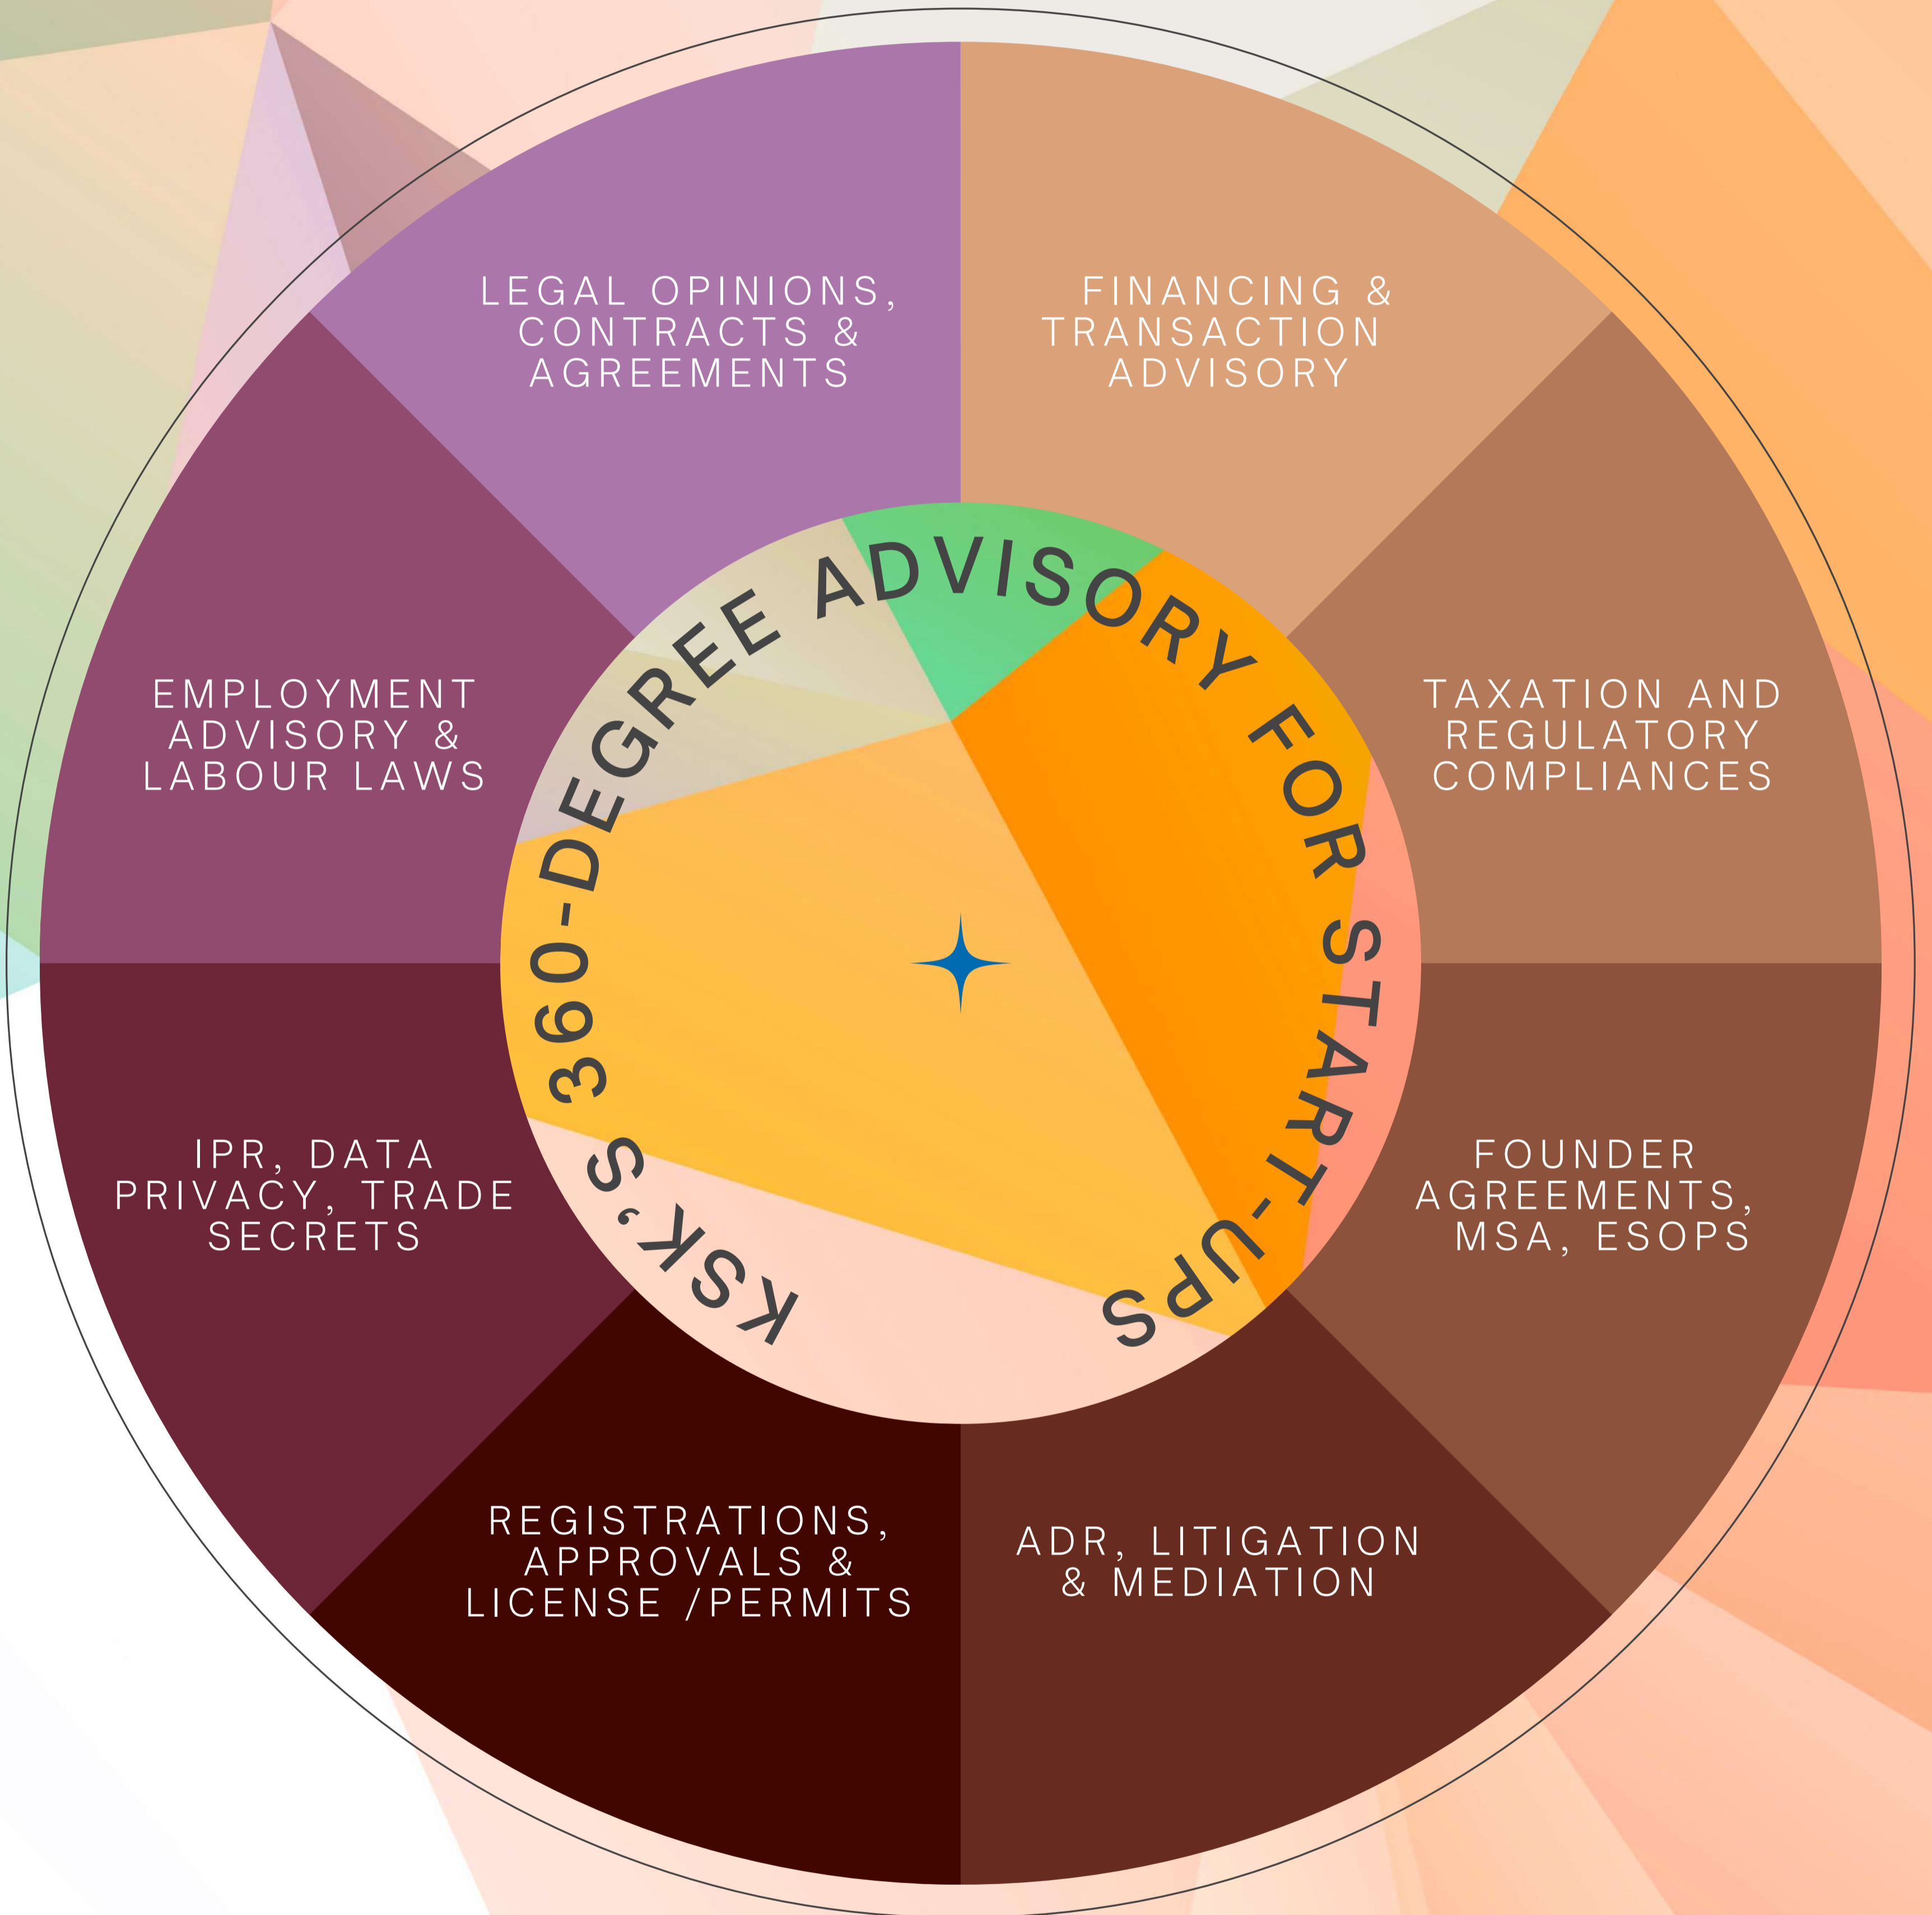 LEGAL OPINIONS,
CONTRACTS &
AGREEMENTS
FINANCING &
TRANSACTION
ADVISORY
EMPLOYMENT
ADVISORY &
LABOUR LAWS
TAXATION AND
REGULATORY
COMPLIANCES
KSK'S 360-DEGREE ADVISORY FOR START-UPS
IPR, DATA
PRIVACY, TRADE
SECRETS
FOUNDER
AGREEMENTS,
MSA, ESOPS
REGISTRATIONS,
APPROVALS &
LICENSE /PERMITS
ADR, LITIGATION
& MEDIATION